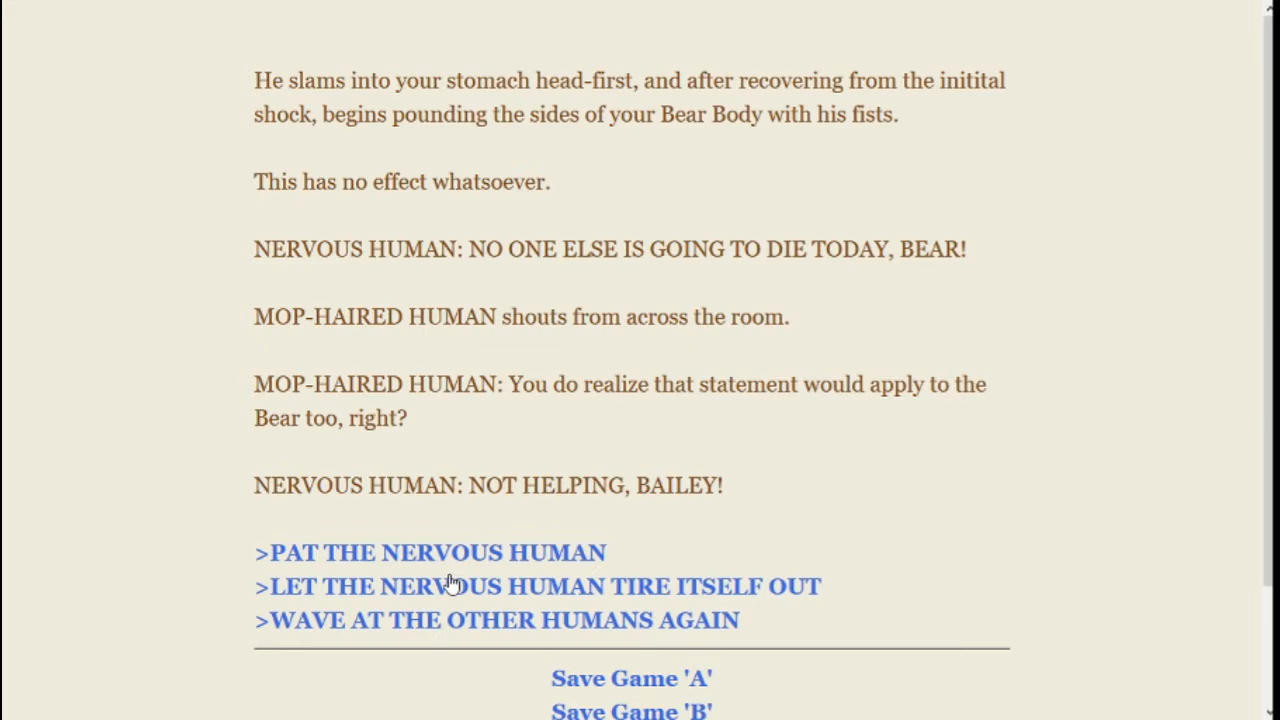 He slams into your stomach head-first, and after recovering from the initital
shock, begins pounding the sides of your Bear Body with his fists.
This has no effect whatsoever.
NERVOUS HUMAN: NO ONE ELSE IS GOING TO DIE TODAY, BEAR!
MOP-HAIRED HUMAN shouts from across the room.
MOP-HAIRED HUMAN: You do realize that statement would apply to the
Bear too, right?
NERVOUS HUMAN: NOT HELPING, BAILEY!
>PAT THE NERVOUS HUMAN
>LET THE NERVOUS HUMAN TIRE ITSELF OUT
>WAVE AT THE OTHER HUMANS AGAIN
Save Game 'A'
Save Game 'B'